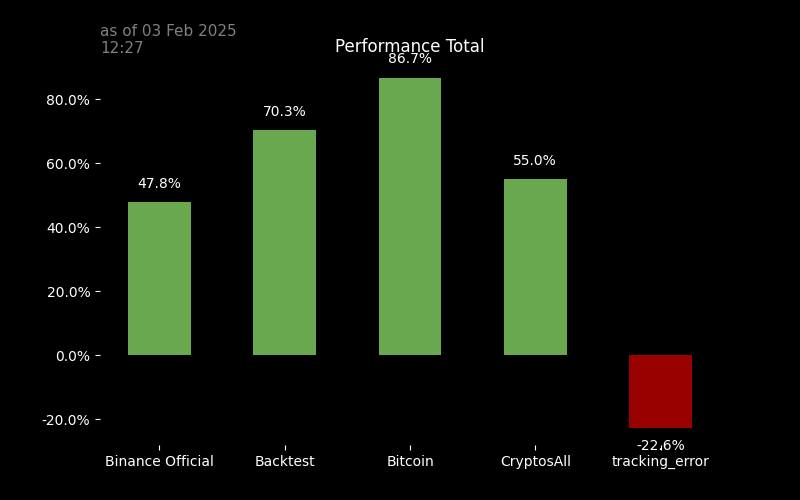 as of 03 Feb 2025
12:27
Performance Total
86.7%
80.0%
70.3%
60.0%
55.0%
47.8%
40.0%
20.0%
0.0%
-20.0%
-22.6%
Binance Official
Backtest
Bitcoin
CryptosAll
tracking_error